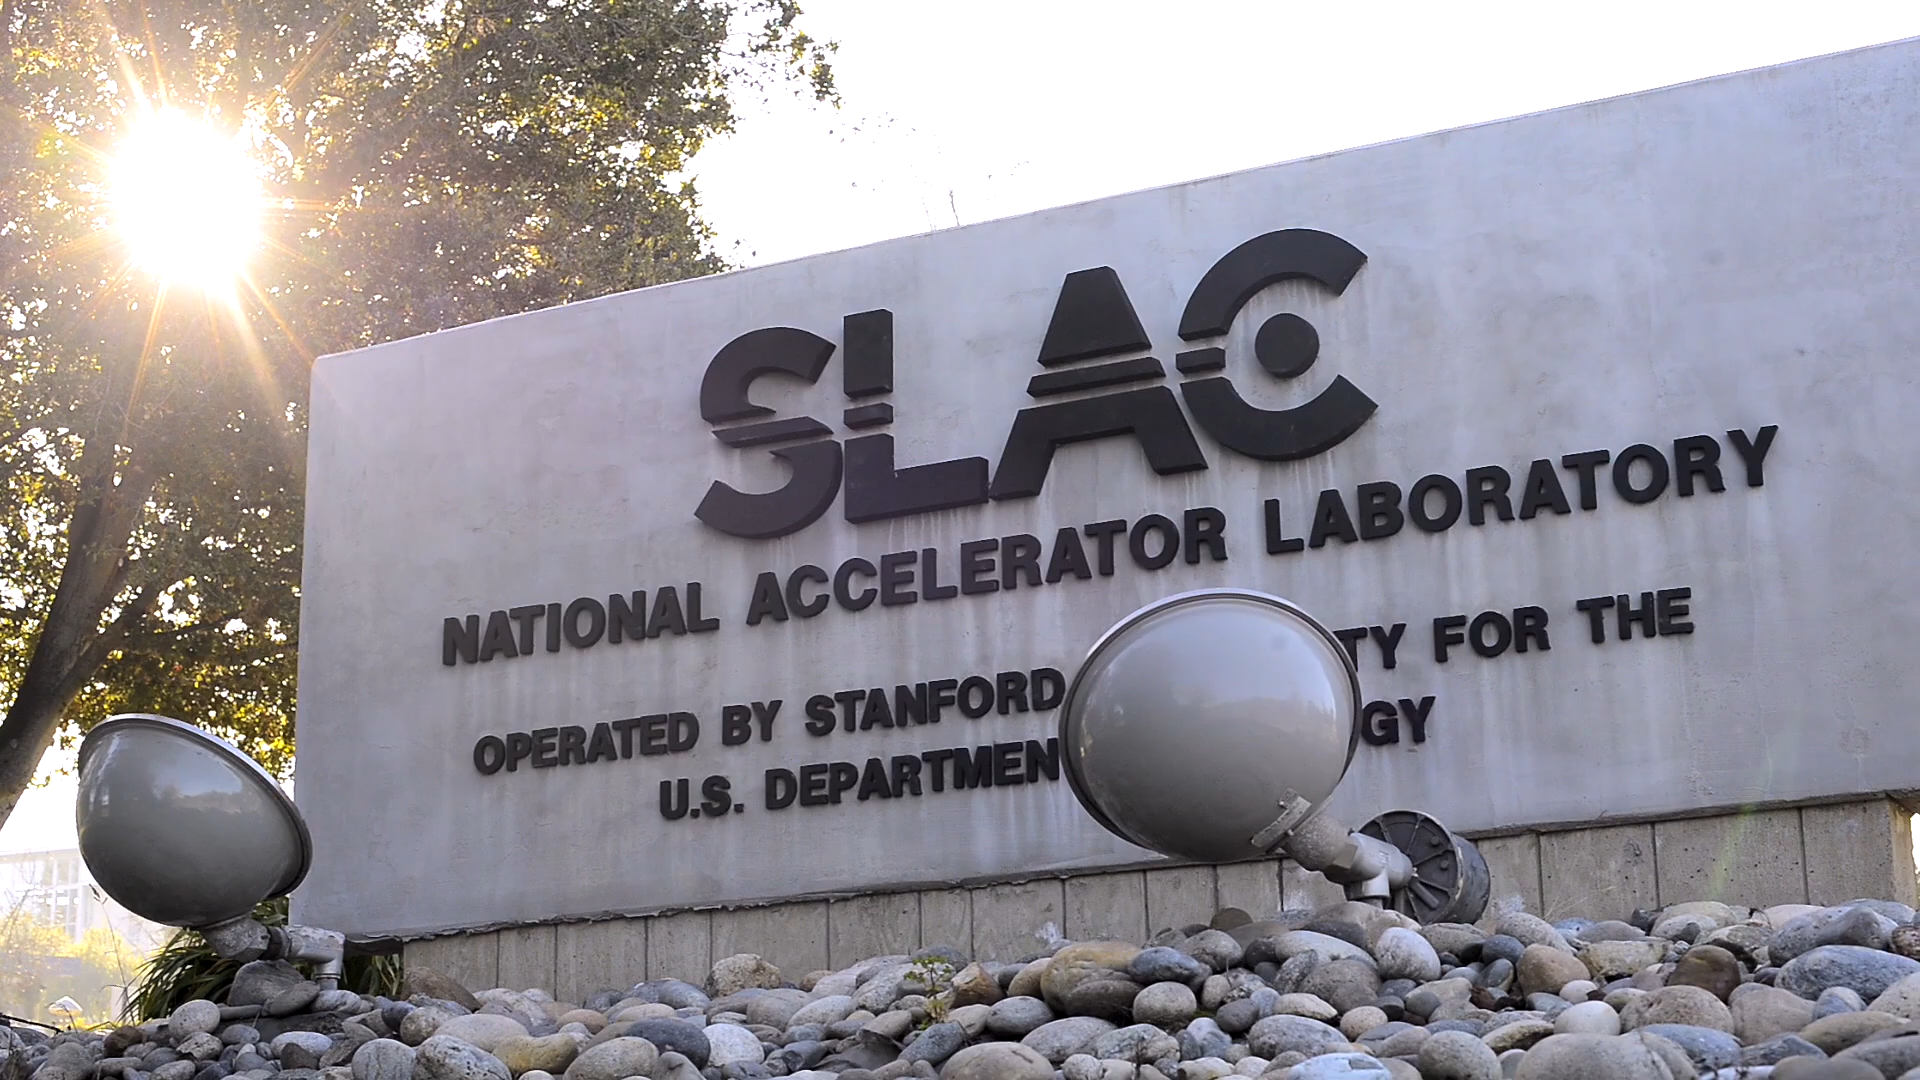 SLAC
NATIONAL ACCELERATOR LABORATORY
OPERATED BY STANFORD TY FOR THE
U.S. DEPARTMEN GY